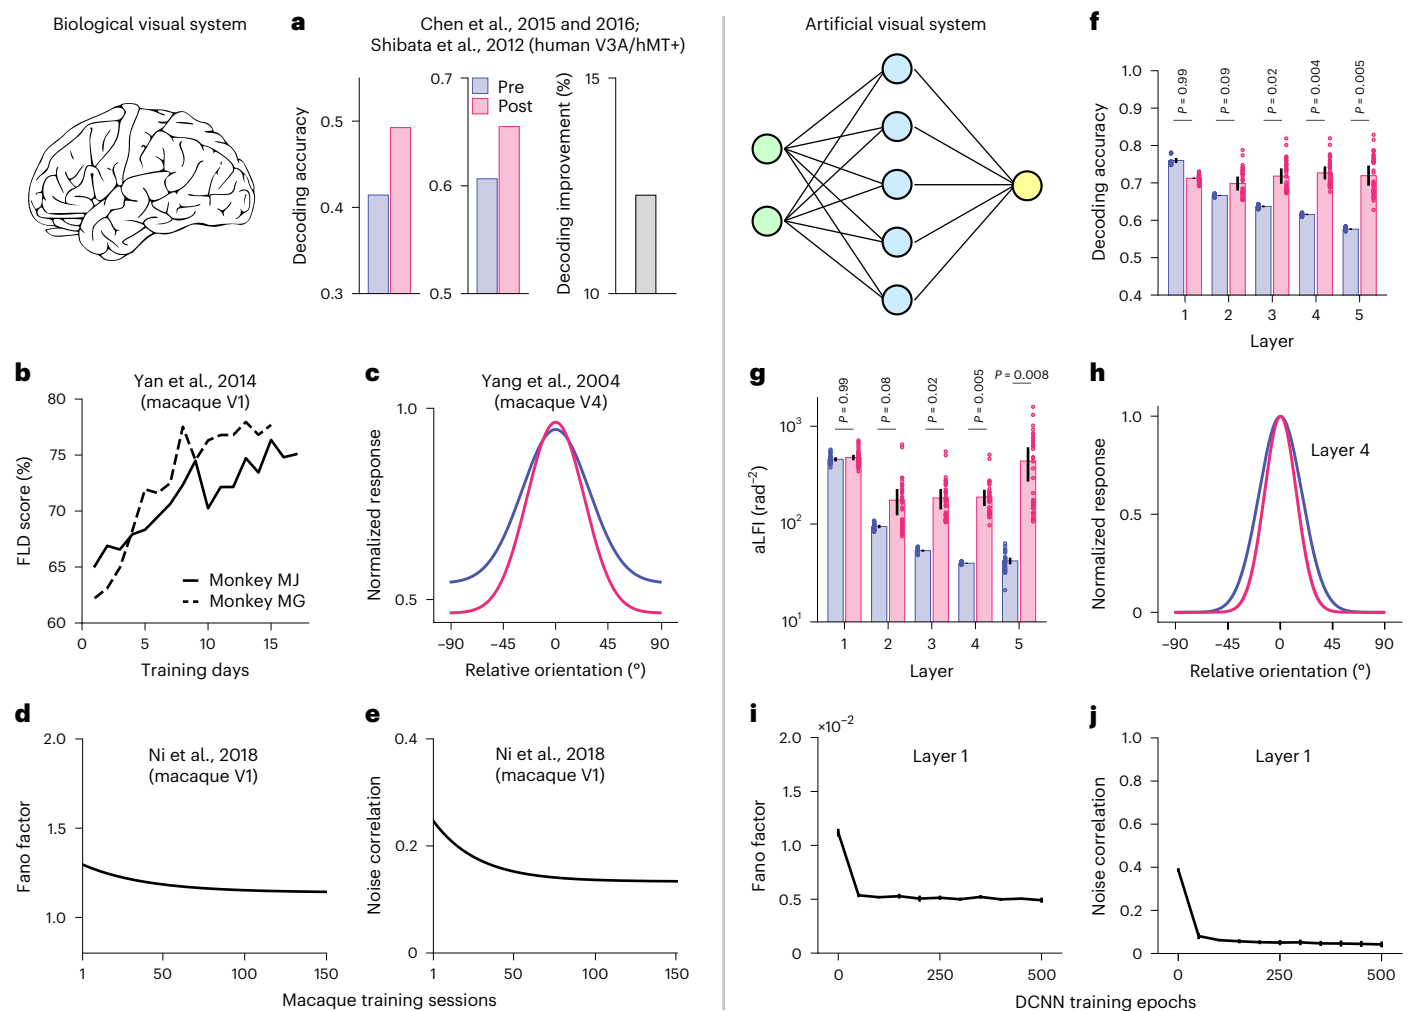 Biological visual system
a
Chen et al., 2015 and 2016;
Shibata et al., 2012 (human V3A/hMT+)
Decoding accuracy
0.5
0.4
0.3
0.7
0.6
0.5
Pre
Post
Decoding improvement (%)
15
10
Artificial visual system
f
Decoding accuracy
1.0
0.9
0.8
0.7
0.6
0.5
0.4
P = 0.99
P = 0.09
P = 0.02
P = 0.004
P = 0.005
1 2 3 4 5
Layer
b
Yan et al., 2014
(macaque V1)
FLD score (%)
80
75
70
65
60
Monkey MJ
Monkey MG
0 5 10 15
Training days
c
Yang et al., 2004
(macaque V4)
Normalized response
1.0
0.5
−90 −45 0 45 90
Relative orientation (°)
g
aLFI (rad−2)
10³
10²
10¹
P = 0.99
P = 0.08
P = 0.02
P = 0.005
P = 0.008
1 2 3 4 5
Layer
h
Layer 4
Normalized response
1.0
0.5
0
−90 −45 0 45 90
Relative orientation (°)
d
Ni et al., 2018
(macaque V1)
Fano factor
2.0
1.5
1.0
1 50 100 150
e
Ni et al., 2018
(macaque V1)
Noise correlation
0.4
0.2
0
1 50 100 150
Macaque training sessions
i
×10−2
Layer 1
Fano factor
2.0
1.5
1.0
0.5
0
0 250 500
j
Layer 1
Noise correlation
1.0
0.8
0.6
0.4
0.2
0
0 250 500
DCNN training epochs